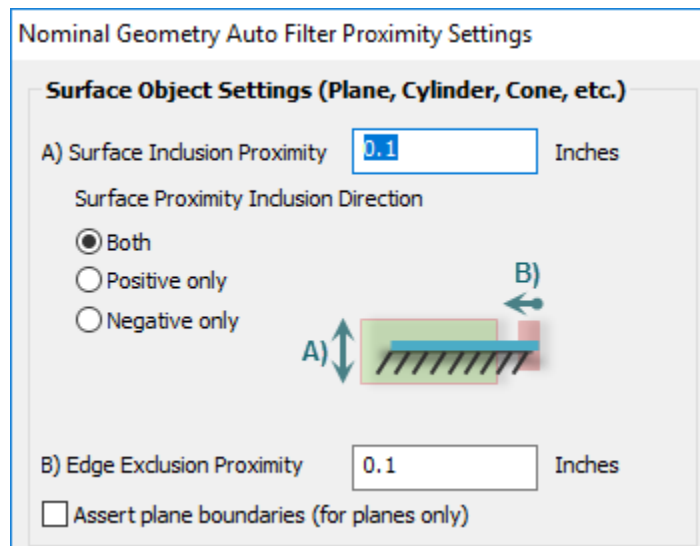 Nominal Geometry Auto Filter Proximity Settings
Surface Object Settings (Plane, Cylinder, Cone, etc.)
A) Surface Inclusion Proximity 0.1 Inches
Surface Proximity Inclusion Direction
Both
Positive only
Negative only
B)
A)
B) Edge Exclusion Proximity 0.1 Inches
Assert plane boundaries (for planes only)